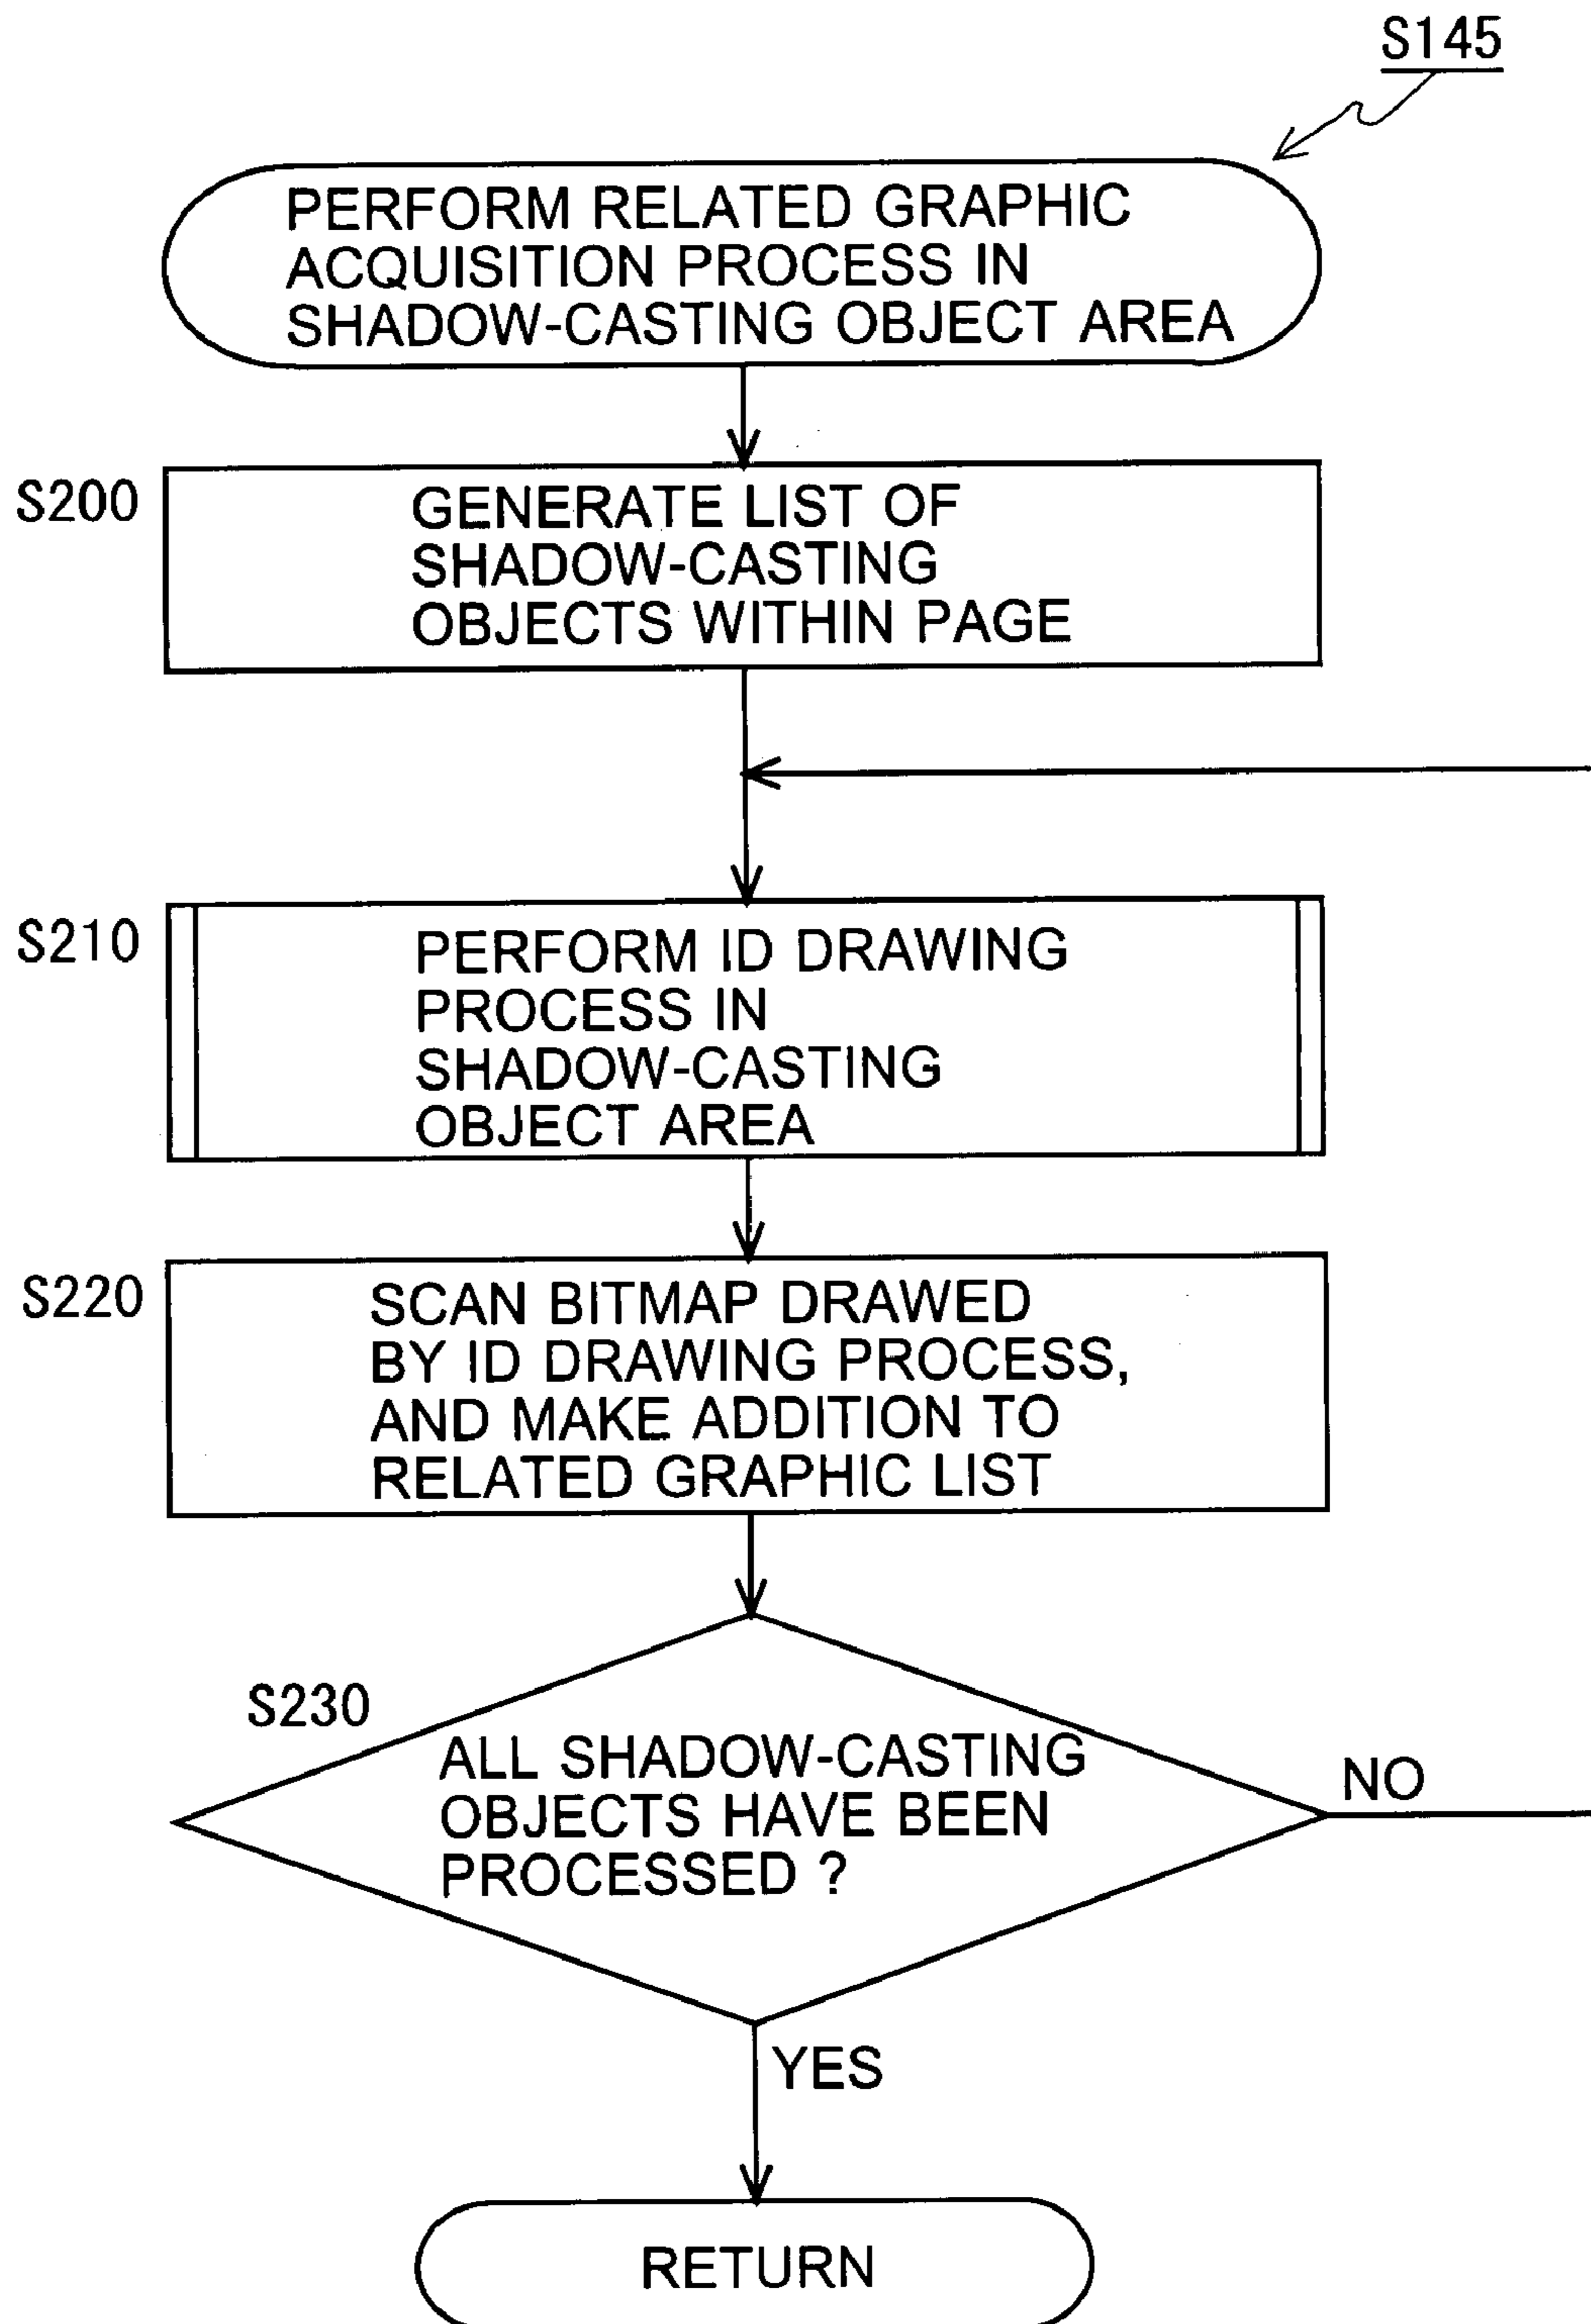 S145
PERFORM RELATED GRAPHIC
ACQUISITION PROCESS IN
SHADOW-CASTING OBJECT AREA
S200
GENERATE LIST OF
SHADOW-CASTING
OBJECTS WITHIN PAGE
S210
PERFORM ID DRAWING
PROCESS IN
SHADOW-CASTING
OBJECT AREA
S220
SCAN BITMAP DRAWED
BY ID DRAWING PROCESS,
AND MAKE ADDITION TO
RELATED GRAPHIC LIST
S230
ALL SHADOW-CASTING
OBJECTS HAVE BEEN
PROCESSED ?
NO
YES
RETURN